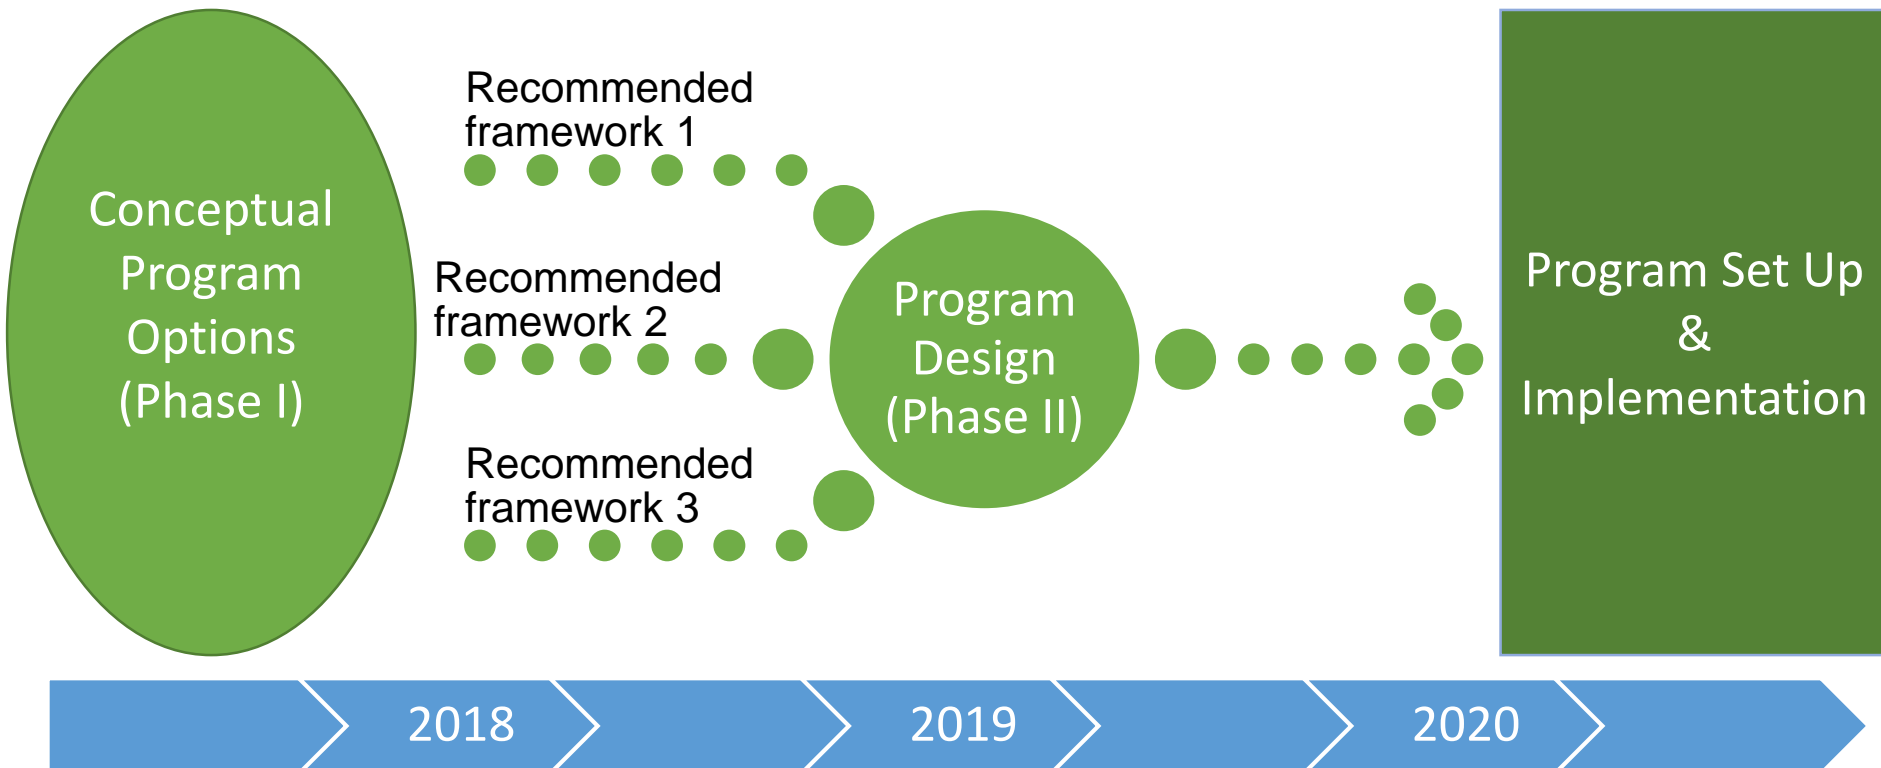 Conceptual
Program
Options
(Phase I)
Recommended
framework 1
Recommended
framework 2
Recommended
framework 3
Program
Design
(Phase II)
Program Set Up
&
Implementation
2018
2019
2020